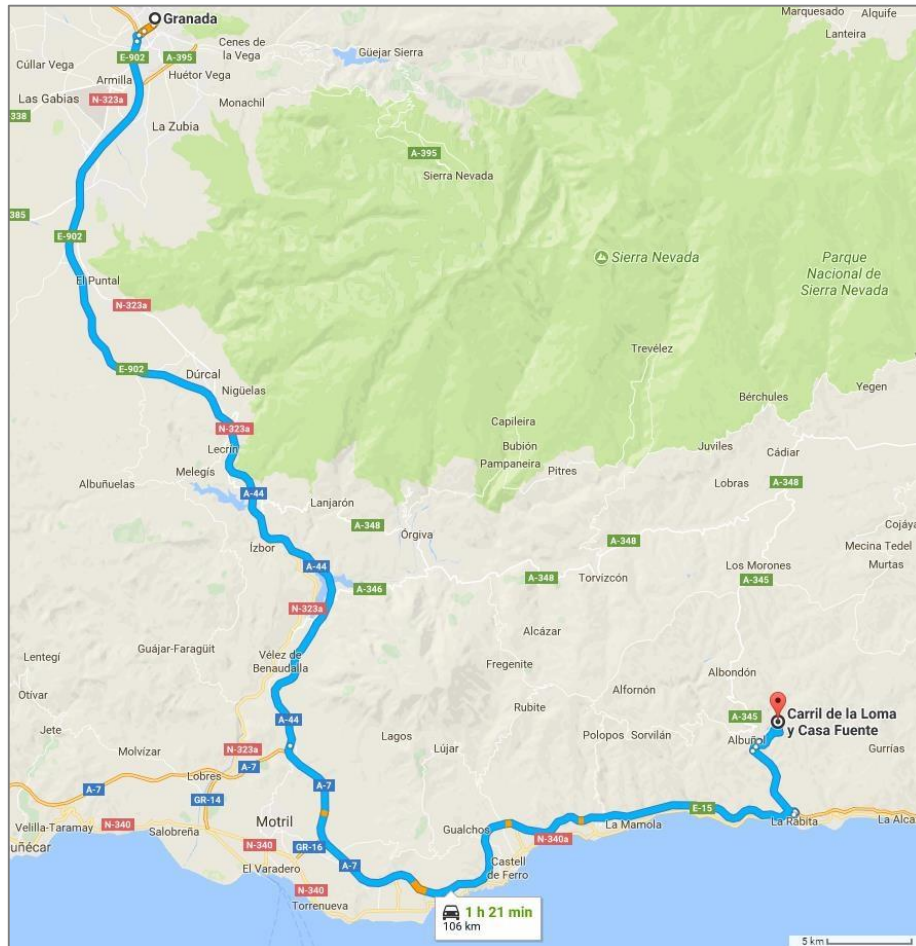 Granada
Marquesado
Alquife
Lanteira
Cenes de
la Vega
Güejar Sierra
E-902
A-395
Cúllar Vega
Huétor Vega
Armilla
N-323a
Las Gabias
Monachil
338
La Zubia
A-395
Sierra Nevada
385
E-902
Sierra Nevada
Parque
Nacional de
Sierra Nevada
El Puntal
N-323a
Trevélez
E-902
Dúrcal
Nigüelas
Bérchules
Yegen
Capileira
N-323a
Bubión
Juviles
Cádiar
Lecrín
Pampaneira
Pitres
Melegís
Albuñuelas
Lobras
A-348
A-44
Lanjarón
A-348
Órgiva
Cojáya
Ízbor
A-348
Mecina Tedel
Murtas
A-44
Los Morones
A-346
A-348
Torvizcón
A-345
N-323a
Alcázar
Guájar-Faragüit
Vélez de
Benaudalla
Lentegí
Fregenite
Albondón
Otívar
Alfornón
Rubite
A-44
A-345
Carril de la Loma
y Casa Fuente
Jete
Lagos
Lújar
Polopos
Sorvilán
Albuñol
Molvízar
N-323a
Gurrías
A-7
Lobres
A-7
A-7
GR-14
E-15
Motril
La Rábita
La Alca
Velilla-Taramay
N-340
Salobreña
Gualchos
La Mamola
N-340a
uñécar
N-340
GR-16
A-7
El Varadero
Castell
de Ferro
N-340
Torrenueva
1 h 21 min
106 km
5 km